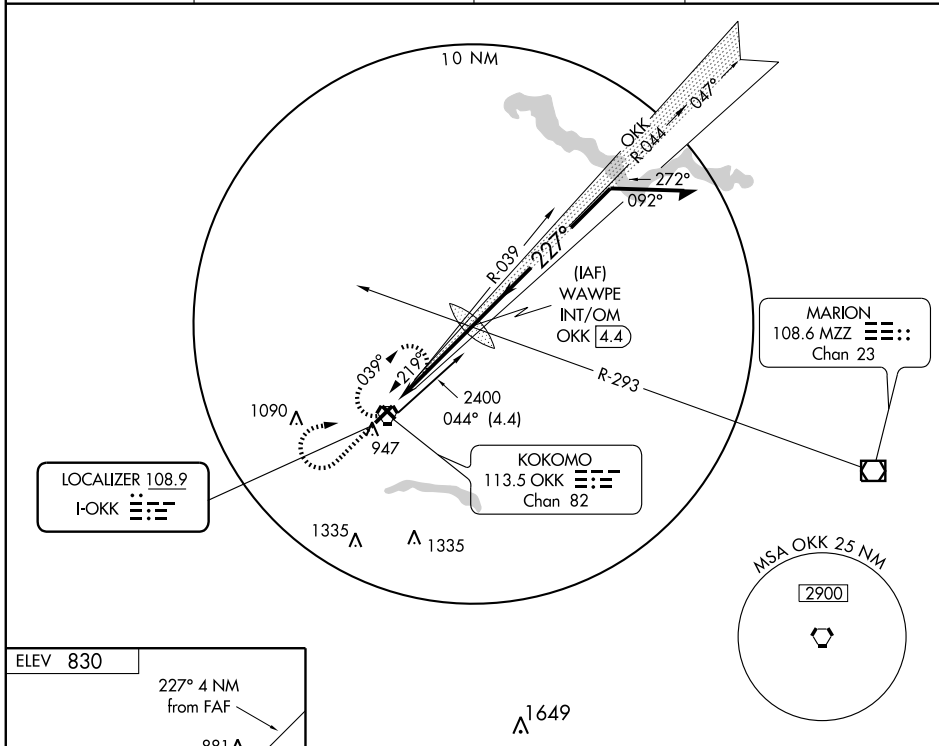 10 NM
OKK
R-044
047°
272°
092°
227°
R-039
(IAF)
WAWPE
INT/OM
OKK 4.4
MARION
108.6 MZZ
Chan 23
R-293
039°
219°
2400
044° (4.4)
1090
947
KOKOMO
113.5 OKK
Chan 82
LOCALIZER 108.9
I-OKK
1335
1335
MSA OKK 25 NM
2900
ELEV 830
227° 4 NM
from FAF
1649